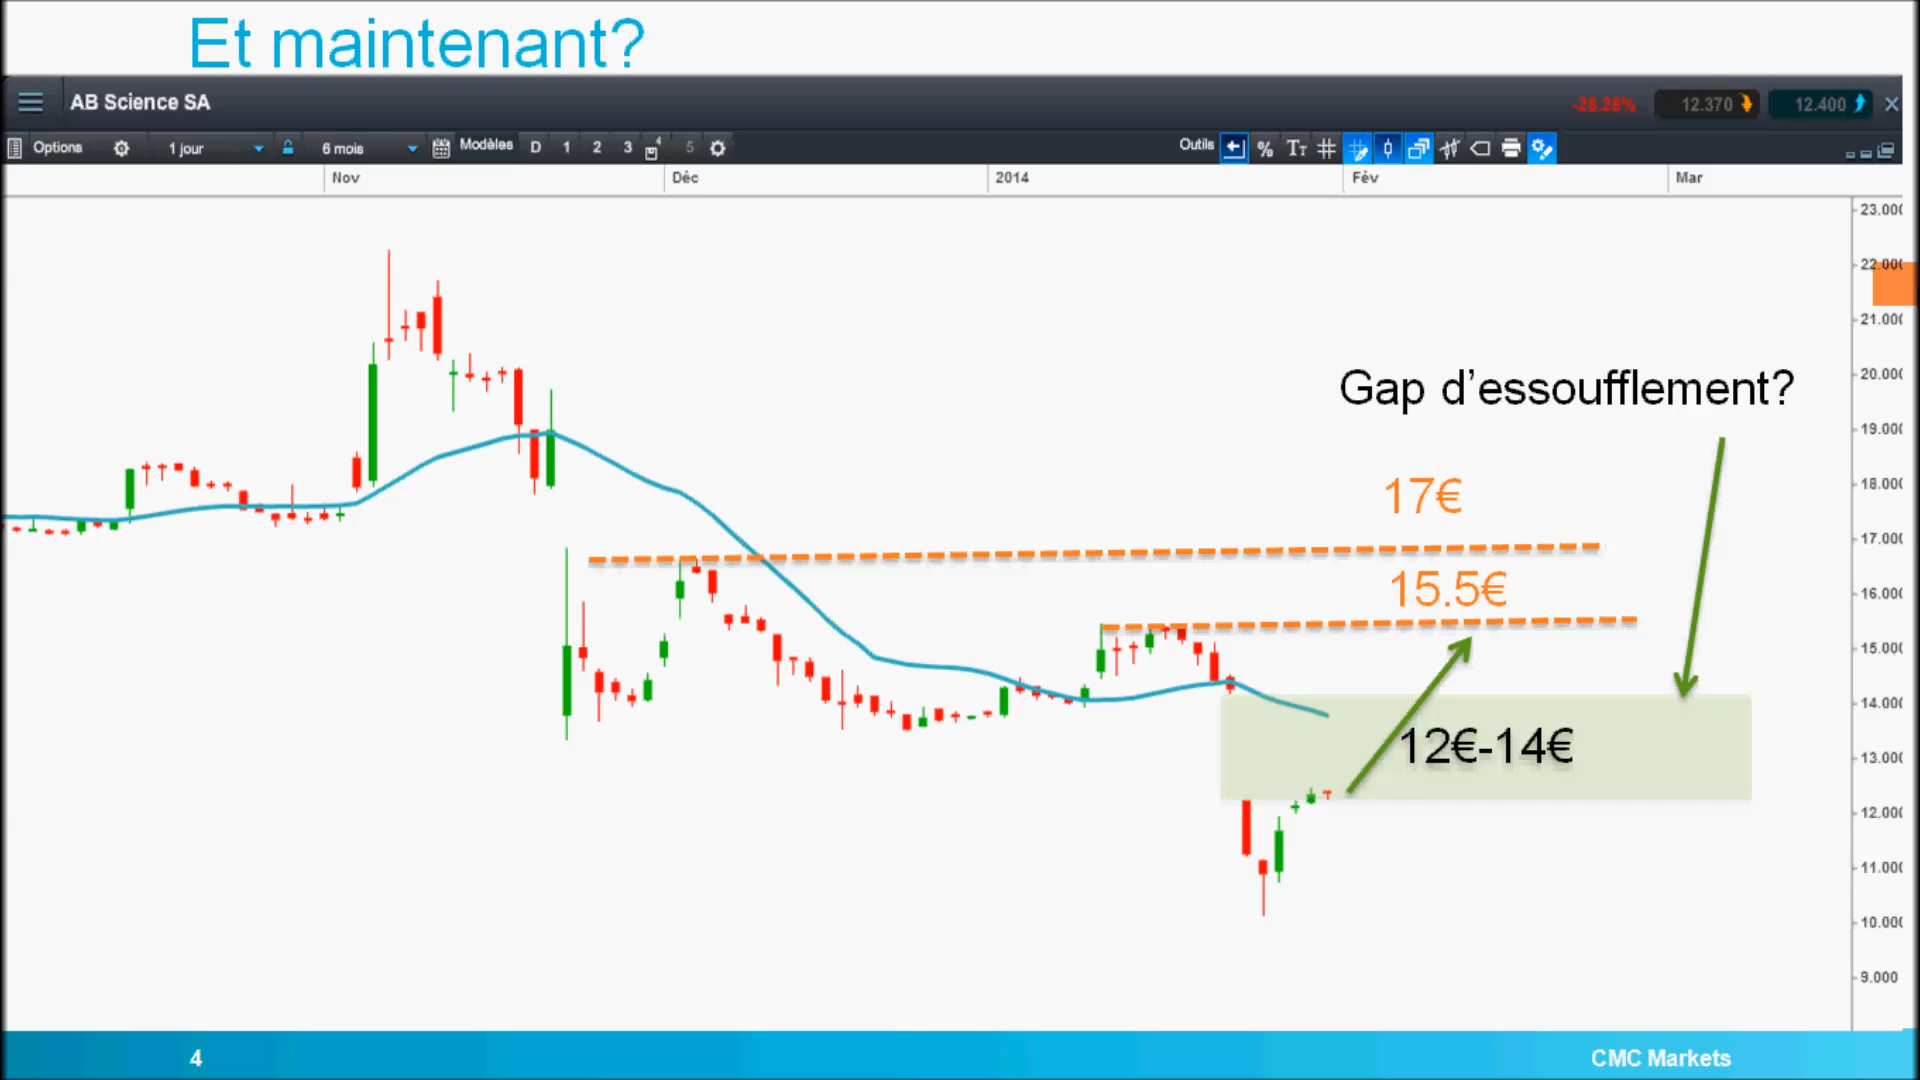 Et maintenant?
AB Science SA
-28.28%
12.370
12.400
Options
1 jour
6 mois
Modèles
D
1
2
3
4
5
Outils
%
Nov
Déc
2014
Fév
Mar
23.000
22.000
21.000
20.000
19.000
18.000
17.000
16.000
15.000
14.000
13.000
12.000
11.000
10.000
9.000
Gap d’essoufflement?
17€
15.5€
12€-14€
4
CMC Markets